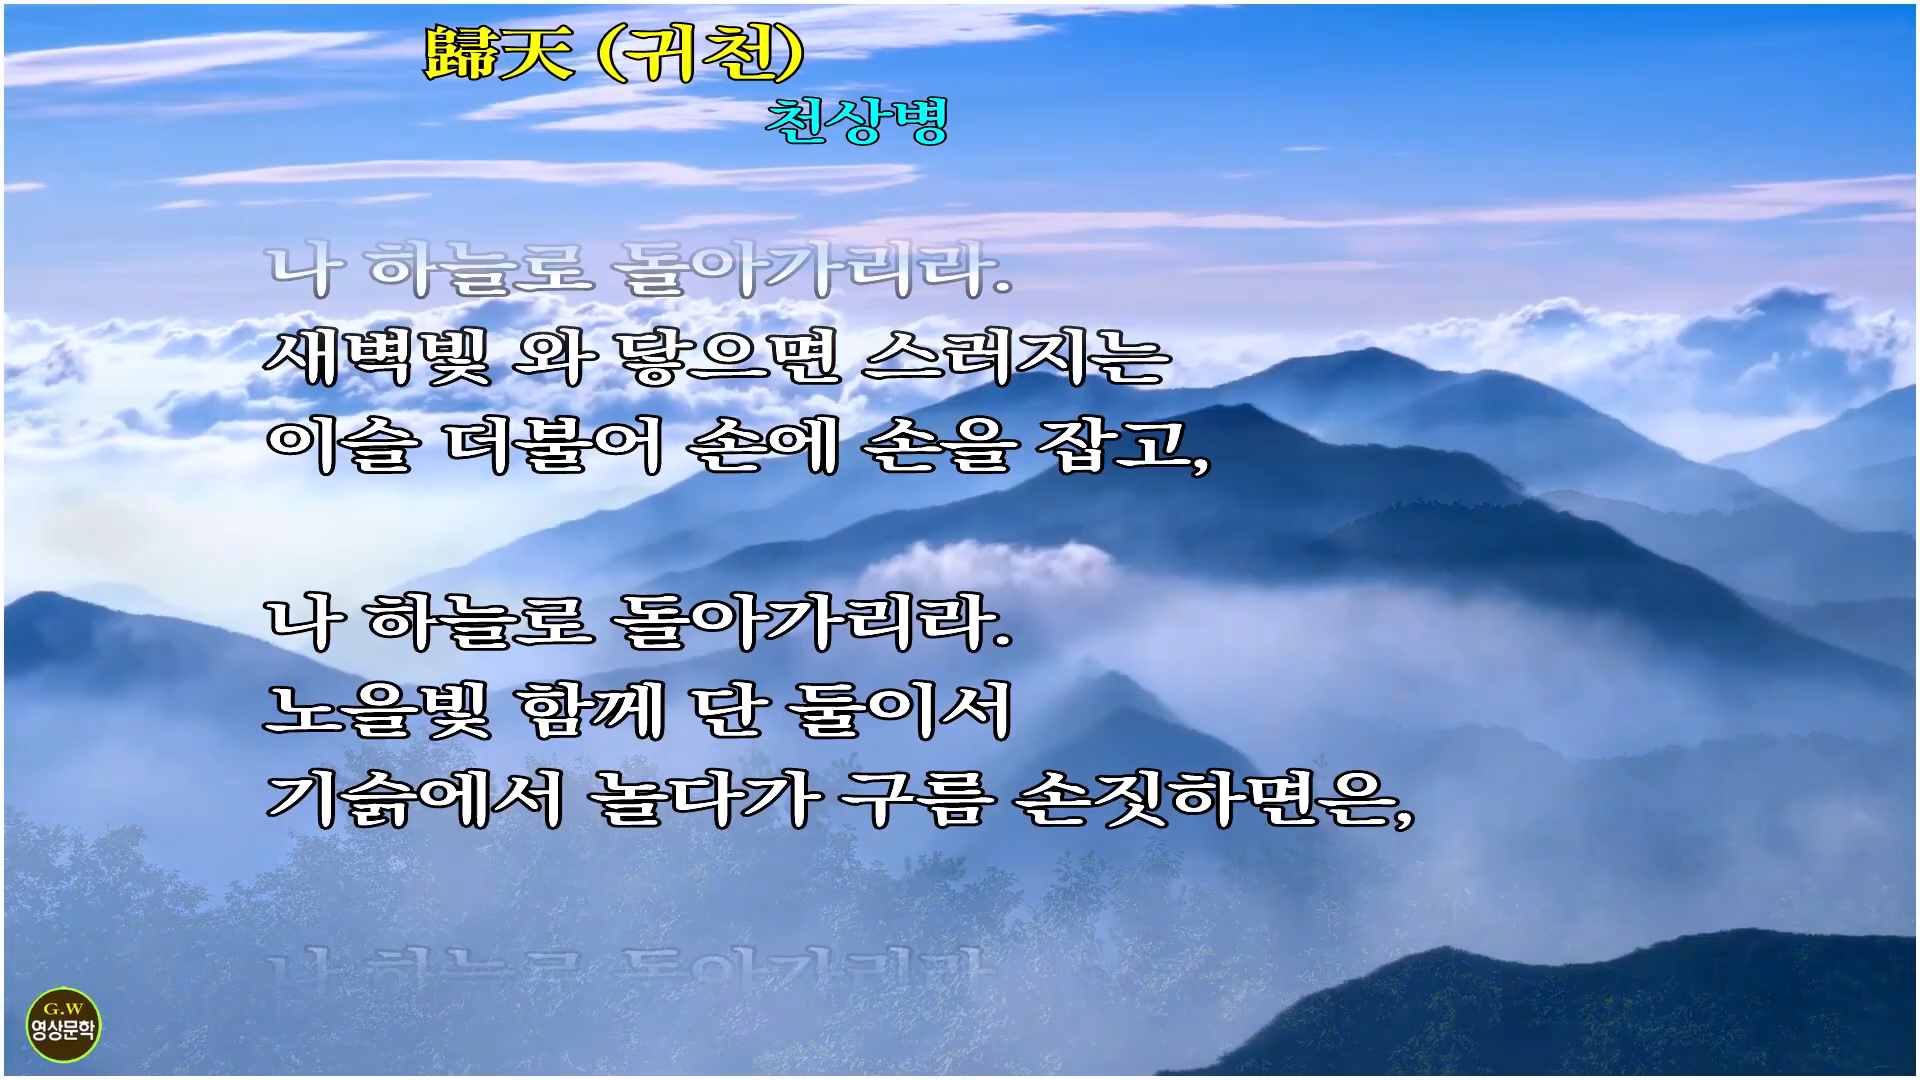 歸天 (귀천)
천상병
나 하늘로 돌아가리라.
새벽빛 와 닿으면 스러지는
이슬 더불어 손에 손을 잡고,
나 하늘로 돌아가리라.
노을빛 함께 단 둘이서
기슭에서 놀다가 구름 손짓하면은,
나 하늘로 돌아가리라
G.W
영상문학